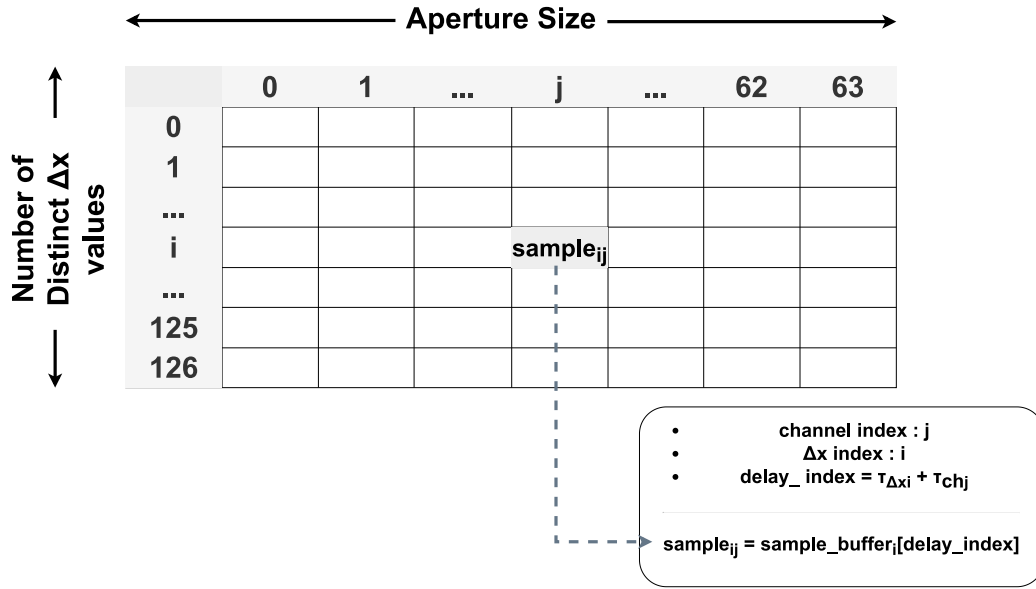 Aperture Size
0 1 ... j ... 62 63
Number of
Distinct Δx
values
0
1
...
i
sampleij
...
125
126
• channel index : j
• Δx index : i
• delay_ index = τΔxi + τchj
sampleij = sample_bufferi[delay_index]